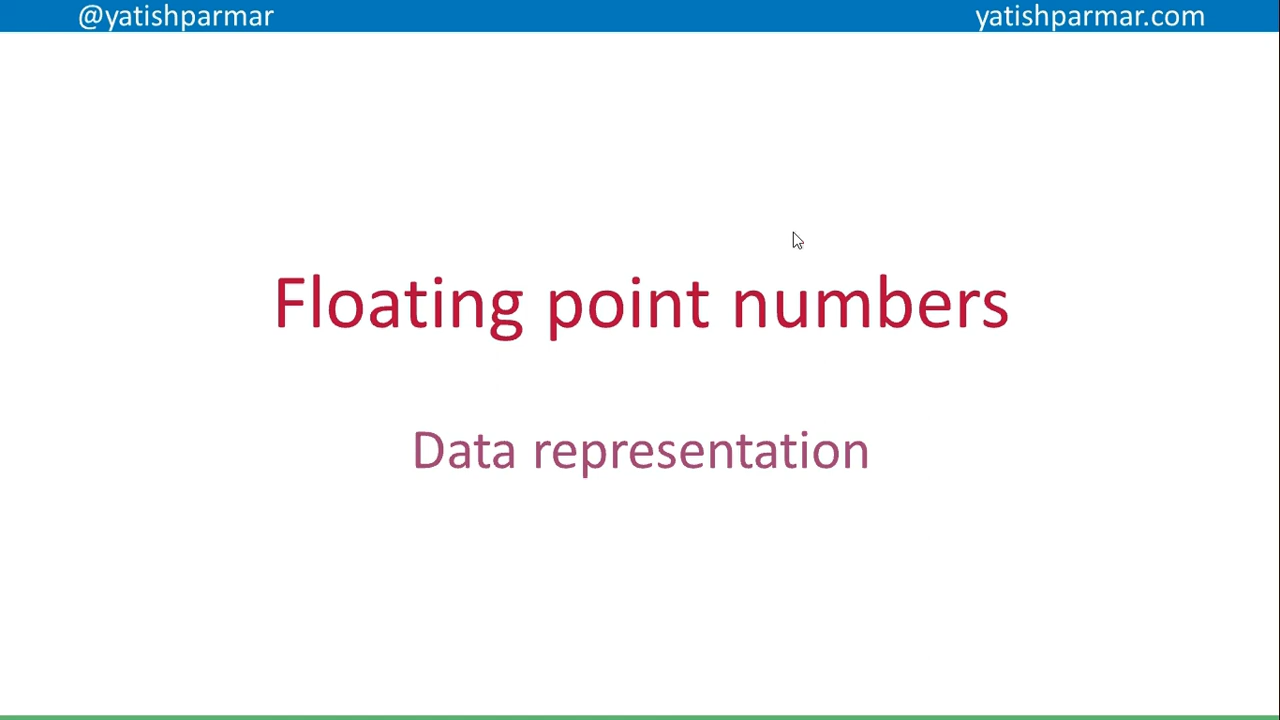 @yatishparmar
yatishparmar.com
Floating point numbers
Data representation